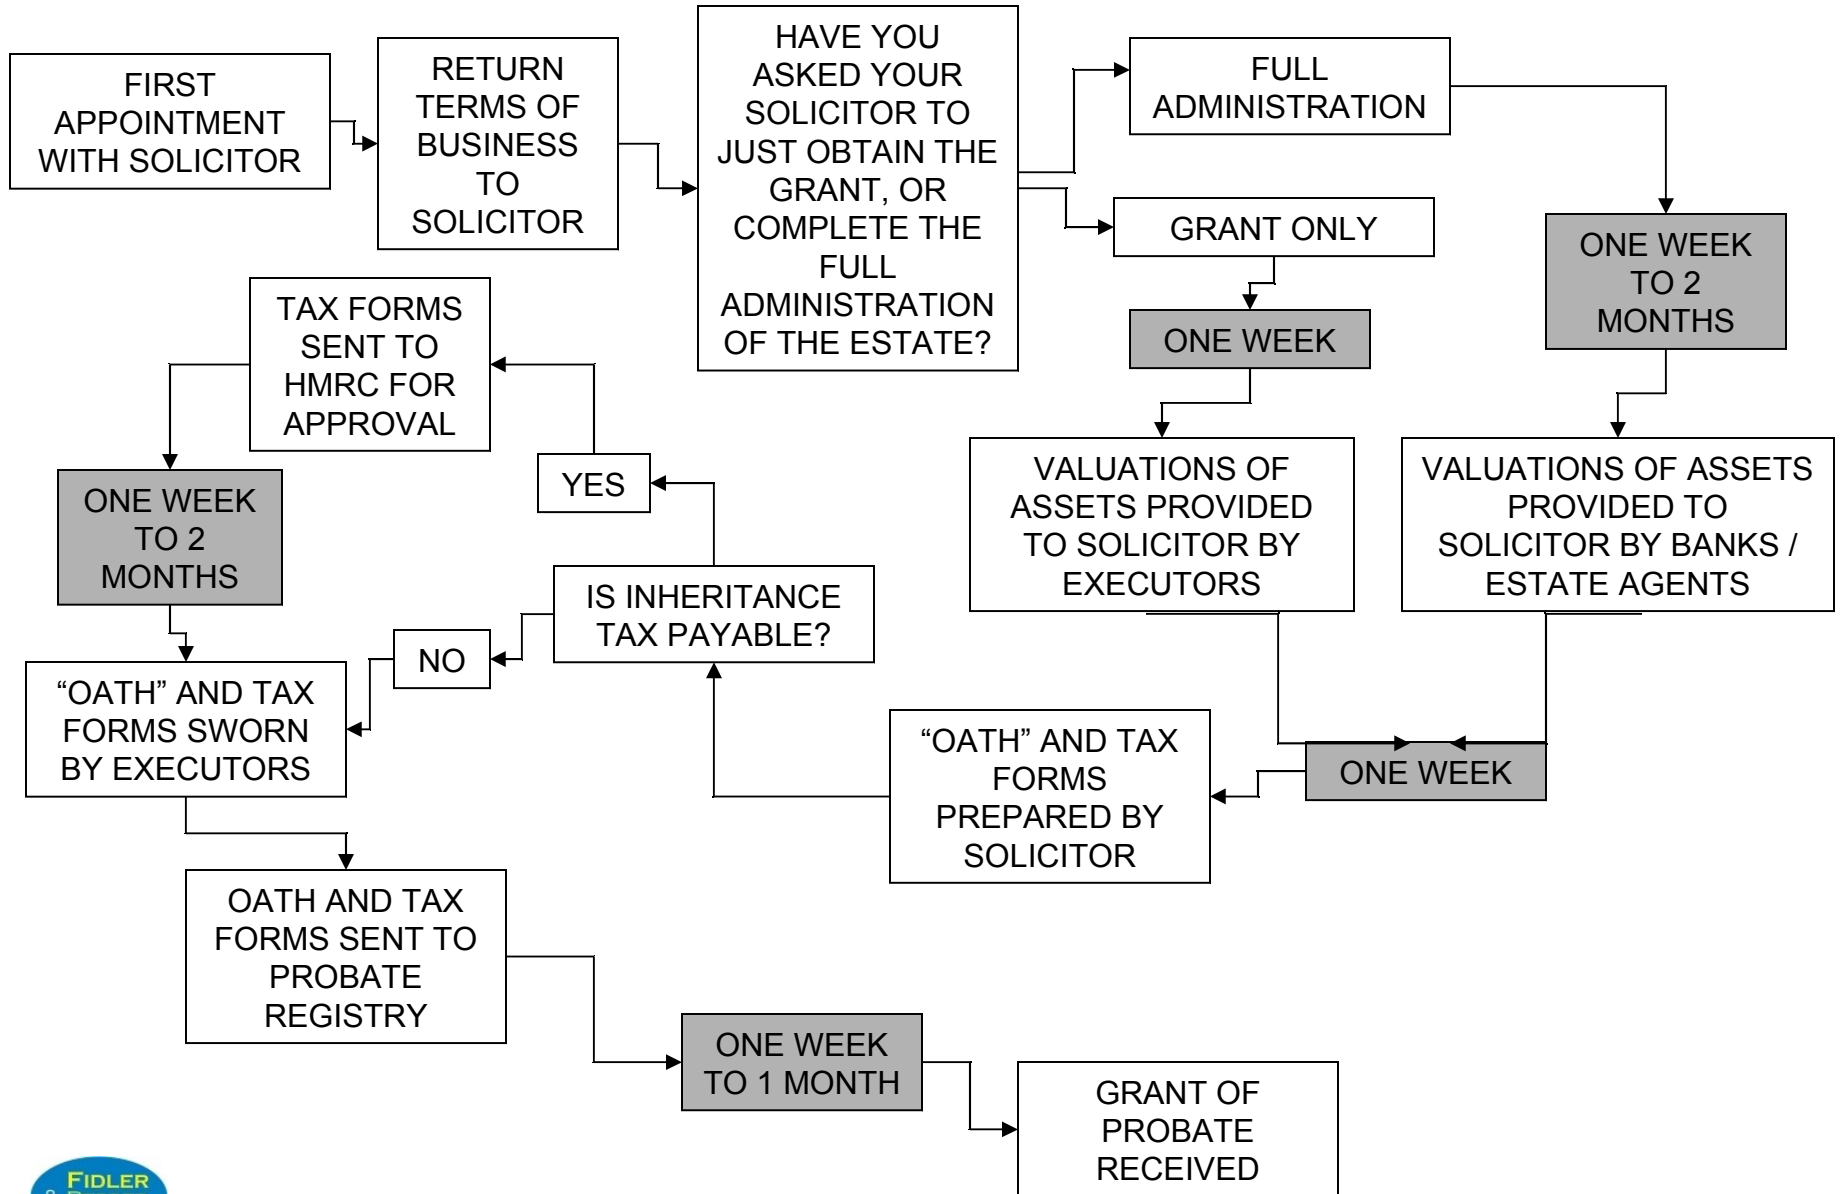 FIRST
APPOINTMENT
WITH SOLICITOR
RETURN
TERMS OF
BUSINESS
TO
SOLICITOR
HAVE YOU
ASKED YOUR
SOLICITOR TO
JUST OBTAIN THE
GRANT, OR
COMPLETE THE
FULL
ADMINISTRATION
OF THE ESTATE?
FULL
ADMINISTRATION
GRANT ONLY
ONE WEEK
TO 2
MONTHS
ONE WEEK
VALUATIONS OF
ASSETS PROVIDED
TO SOLICITOR BY
EXECUTORS
VALUATIONS OF ASSETS
PROVIDED TO
SOLICITOR BY BANKS /
ESTATE AGENTS
ONE WEEK
“OATH” AND TAX
FORMS
PREPARED BY
SOLICITOR
IS INHERITANCE
TAX PAYABLE?
YES
NO
TAX FORMS
SENT TO
HMRC FOR
APPROVAL
ONE WEEK
TO 2
MONTHS
“OATH” AND TAX
FORMS SWORN
BY EXECUTORS
OATH AND TAX
FORMS SENT TO
PROBATE
REGISTRY
ONE WEEK
TO 1 MONTH
GRANT OF
PROBATE
RECEIVED
FIDLER